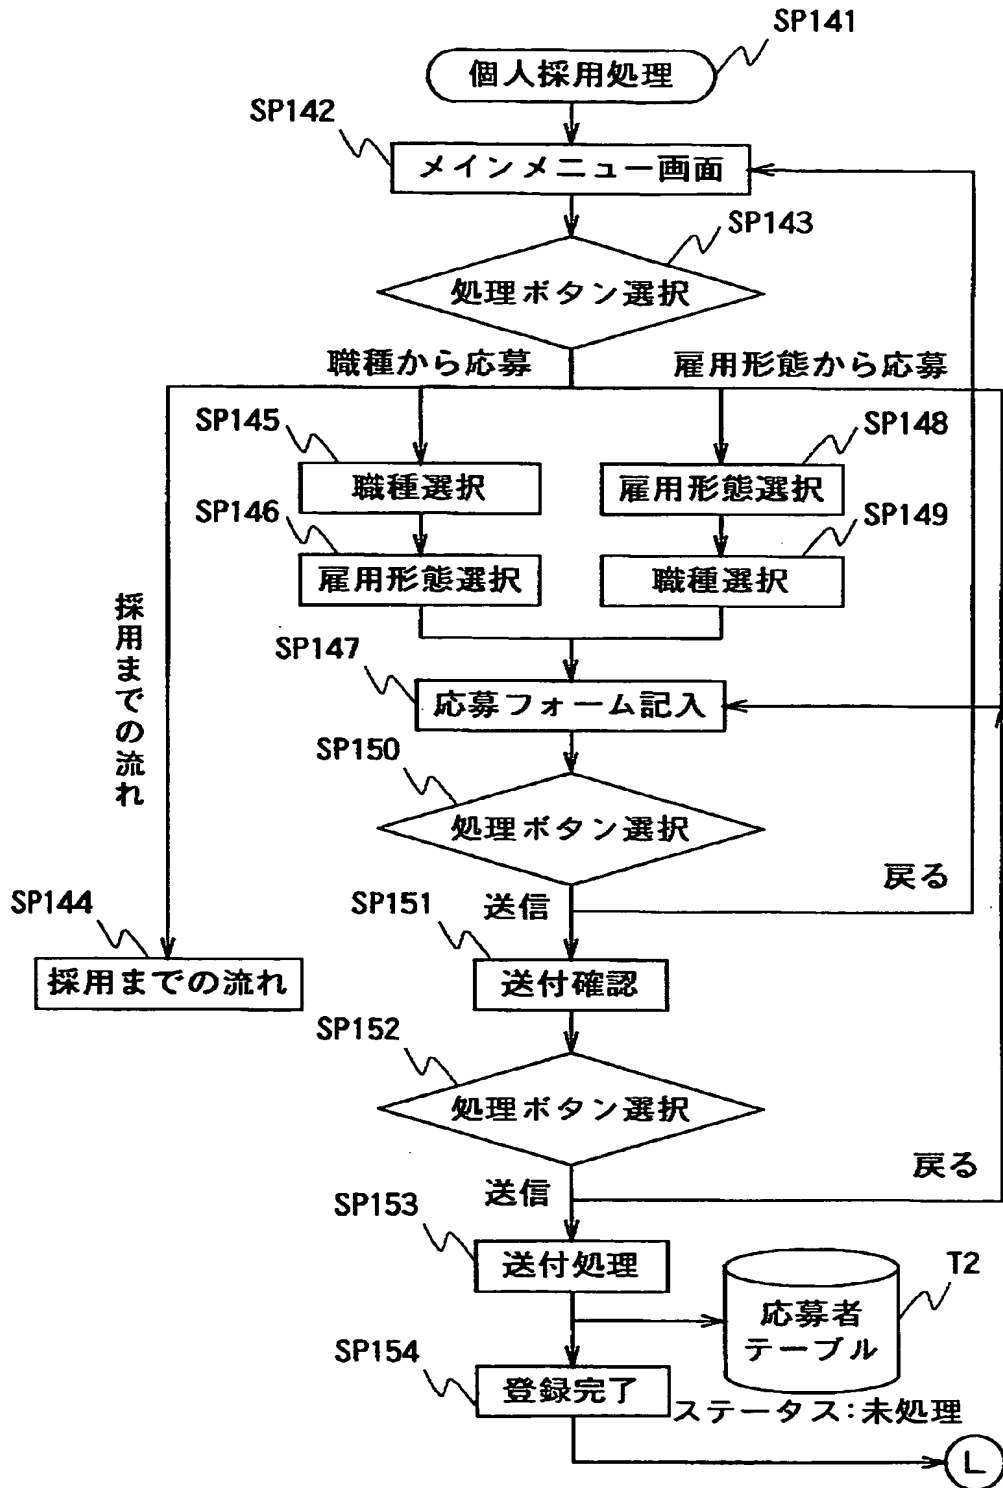 SP141
個人採用処理
SP142
メインメニュー画面
SP143
処理ボタン選択
職種から応募
雇用形態から応募
SP145
職種選択
SP148
雇用形態選択
SP146
雇用形態選択
SP149
職種選択
採用までの流れ
SP147
応募フォーム記入
SP150
処理ボタン選択
戻る
送信
SP144
採用までの流れ
SP151
送付確認
SP152
処理ボタン選択
戻る
送信
SP153
送付処理
T2
応募者
テーブル
SP154
登録完了
ステータス:未処理
L